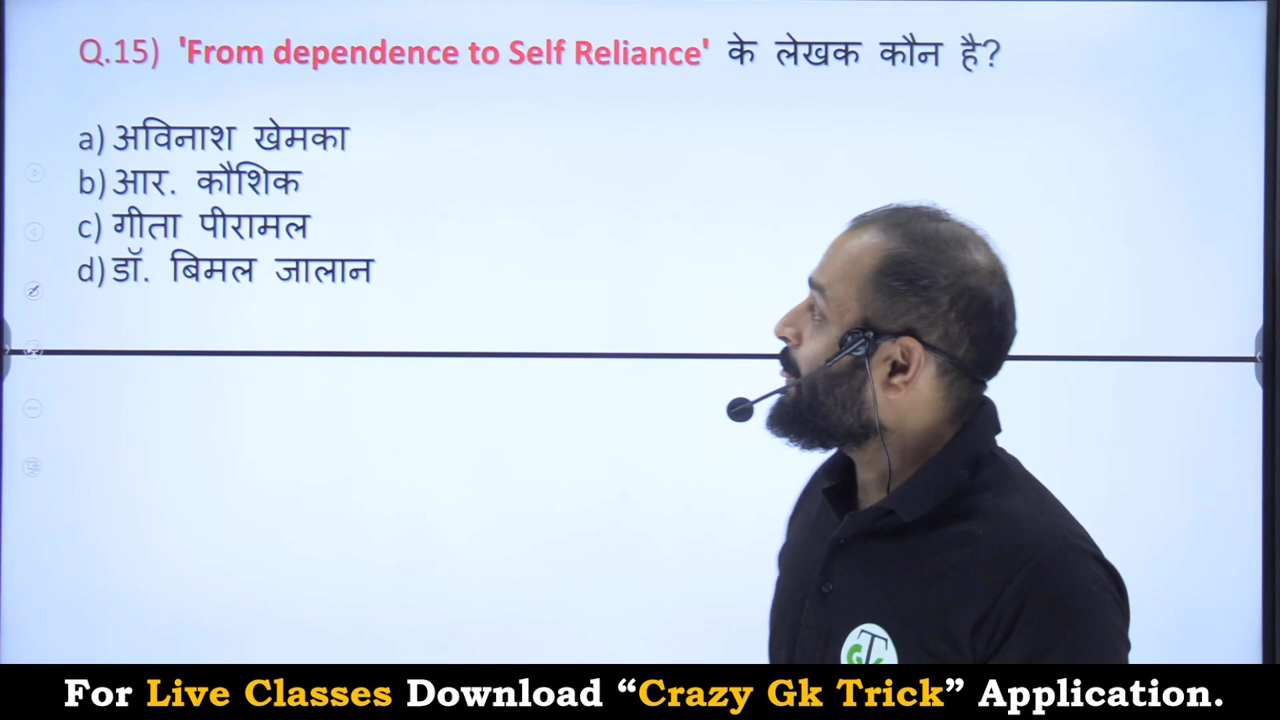 Q.15) 'From dependence to Self Reliance' के लेखक कौन है?
a) अविनाश खेमका
b) आर. कौशिक
c) गीता पीरामल
d) डॉ. बिमल जालान
GK
For Live Classes Download “Crazy Gk Trick” Application.